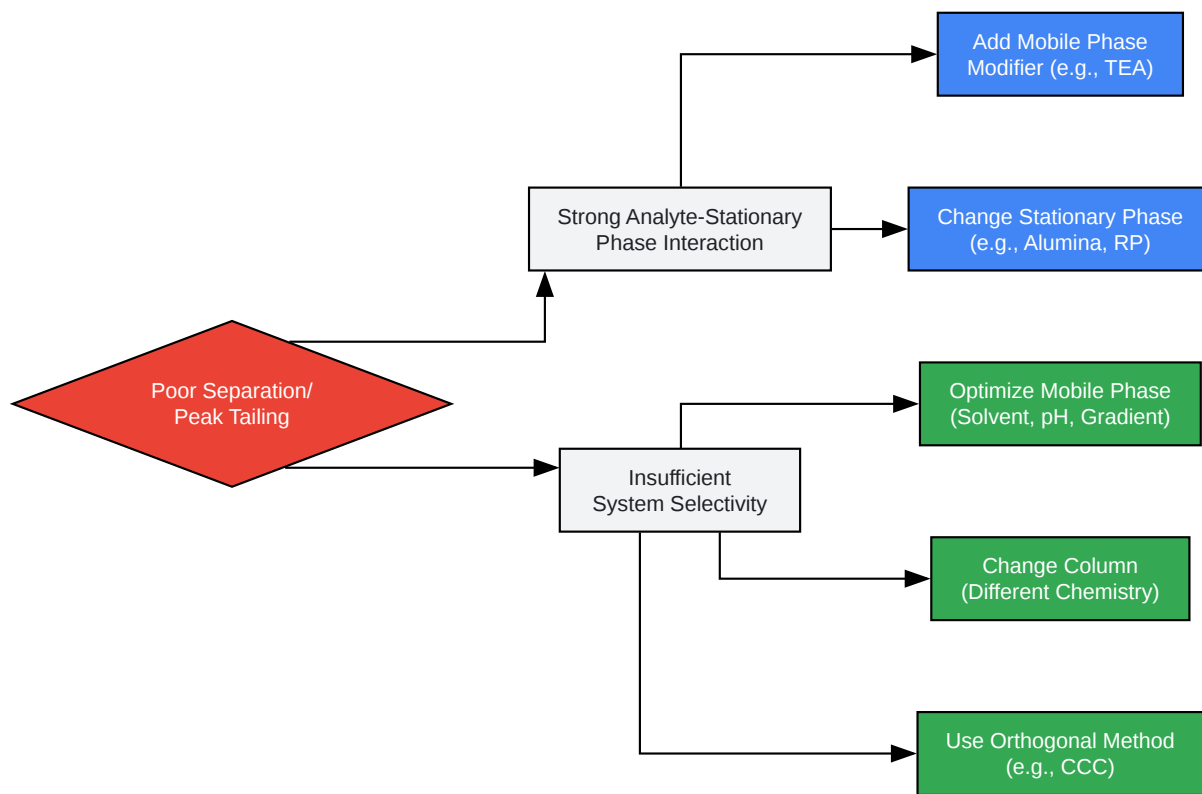 Add Mobile Phase
Modifier (e.g., TEA)
Strong Analyte-Stationary
Phase Interaction
Change Stationary Phase
(e.g., Alumina, RP)
Poor Separation/
Peak Tailing
Optimize Mobile Phase
(Solvent, pH, Gradient)
Insufficient
System Selectivity
Change Column
(Different Chemistry)
Use Orthogonal Method
(e.g., CCC)